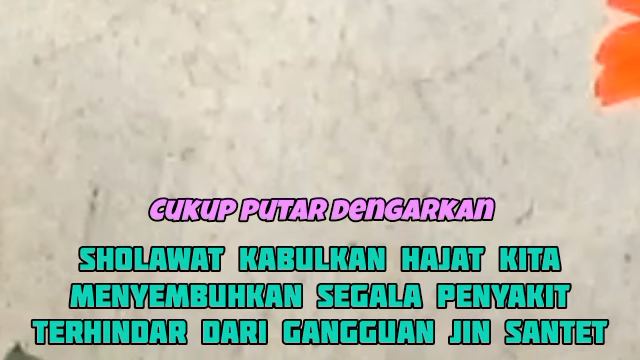 CUKUP PUTAR DENGARKAN
SHOLAWAT KABULKAN HAJAT KITA
MENYEMBUHKAN SEGALA PENYAKIT
TERHINDAR DARI GANGGUAN JIN SANTET